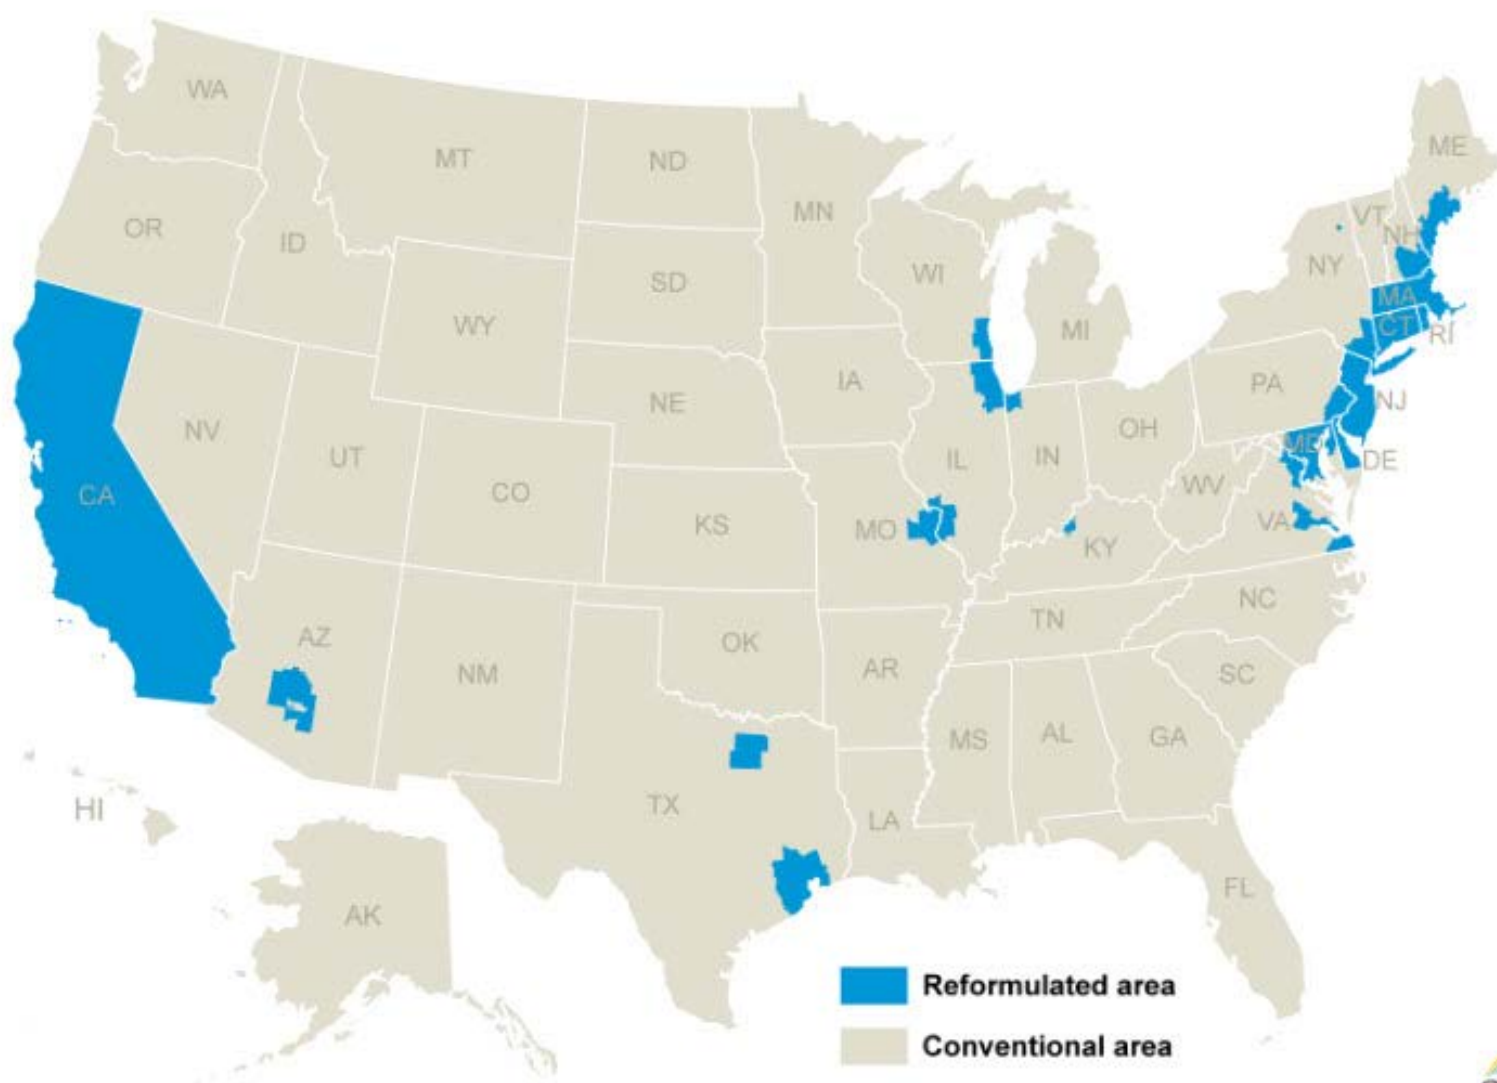 WA
MT
ND
MN
ME
OR
ID
SD
WI
VT
NH
NY
WY
MI
MA
CT
RI
IA
NE
PA
NJ
NV
UT
CO
IL
IN
OH
MD
DE
CA
KS
MO
WV
VA
KY
AZ
NM
OK
AR
TN
NC
SC
MS
AL
GA
TX
LA
HI
AK
FL
Reformulated area
Conventional area